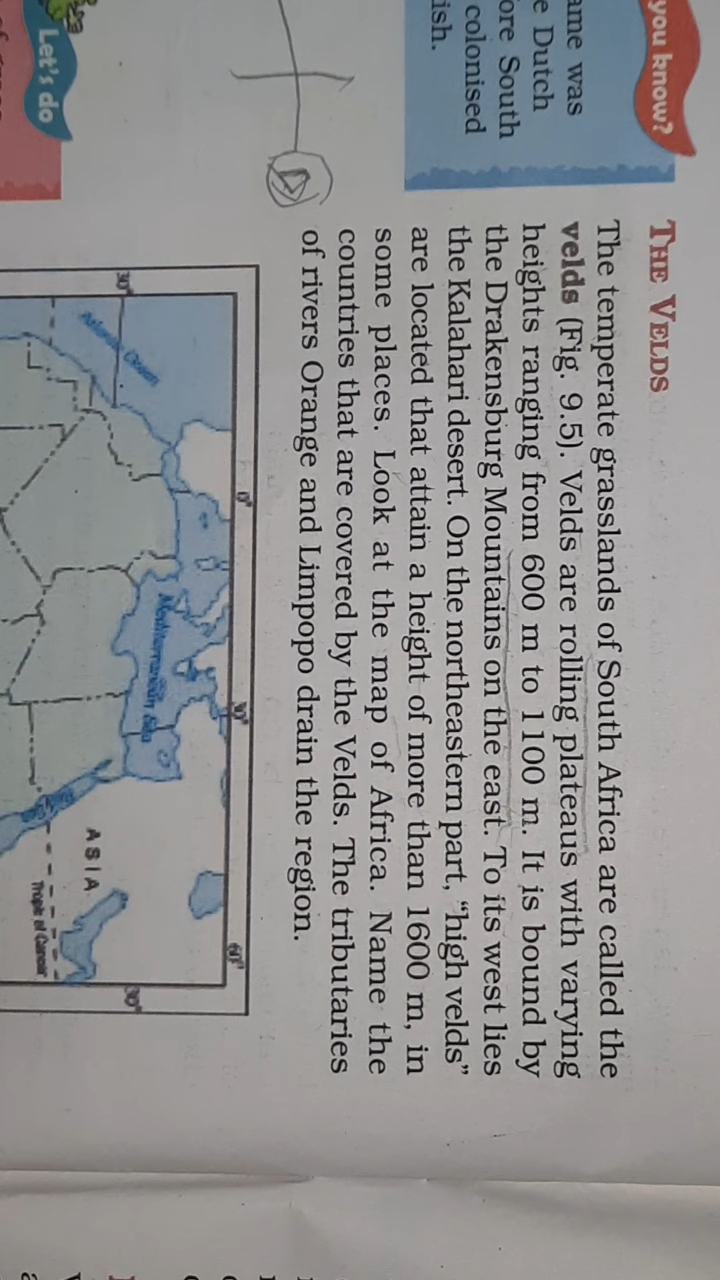 you know?
ame was
e Dutch
ore South
colonised
ish.
THE VELDS
The temperate grasslands of South Africa are called the
velds (Fig. 9.5). Velds are rolling plateaus with varying
heights ranging from 600 m to 1100 m. It is bound by
the Drakensburg Mountains on the east. To its west lies
the Kalahari desert. On the northeastern part, “high velds”
are located that attain a height of more than 1600 m, in
some places. Look at the map of Africa. Name the
countries that are covered by the Velds. The tributaries
of rivers Orange and Limpopo drain the region.
Let's do
0°
30°
60°
30°
30°
Atlantic Ocean
Mediterranean Sea
ASIA
Tropic of Cancer